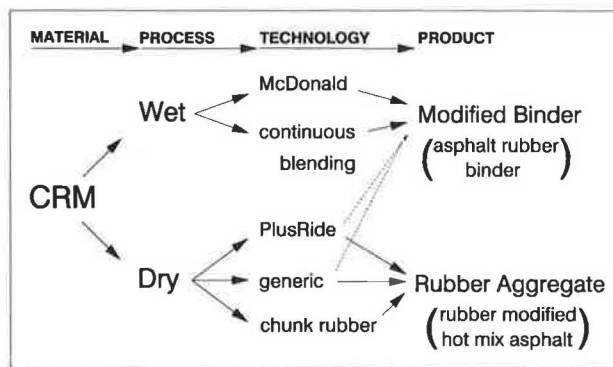 MATERIAL PROCESS TECHNOLOGY PRODUCT
McDonald
Wet
Modified Binder
continuous
blending
(asphalt rubber
binder)
CRM
PlusRide
Dry
generic
Rubber Aggregate
chunk rubber
(rubber modified
hot mix asphalt)